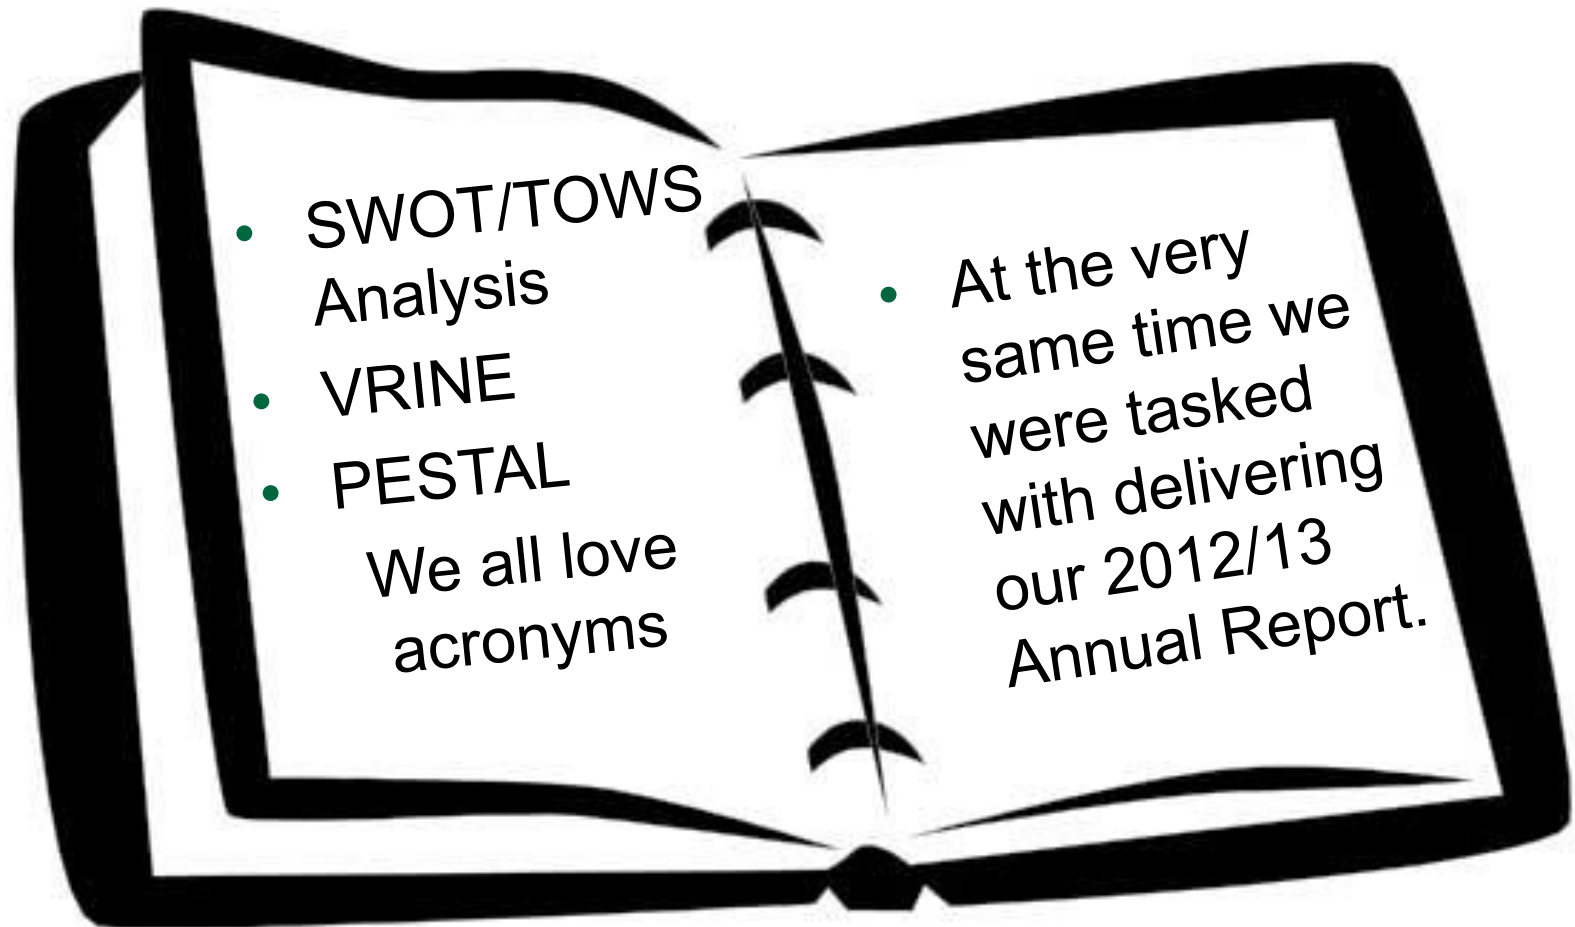 • SWOT/TOWS
Analysis
• VRINE
• PESTAL
We all love
acronyms
• At the very
same time we
were tasked
with delivering
our 2012/13
Annual Report.